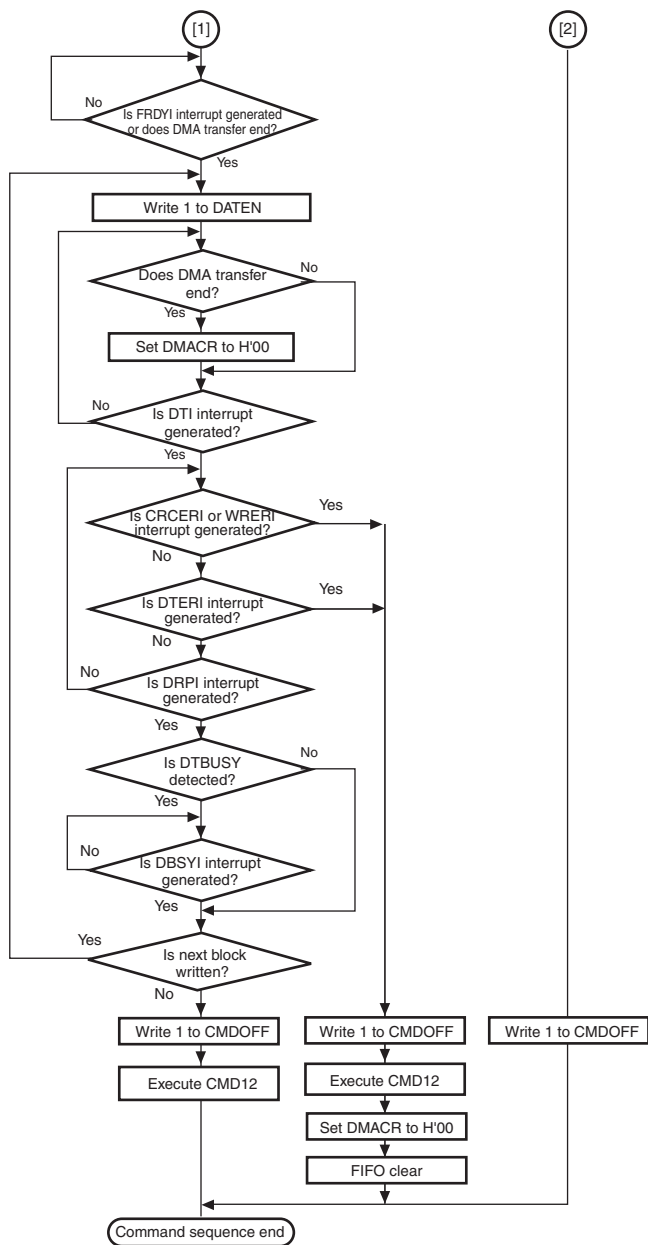 [1]
[2]
No
Is FRDYI interrupt generated
or does DMA transfer end?
Yes
Write 1 to DATEN
Does DMA transfer
end?
No
Yes
Set DMACR to H'00
No
Is DTI interrupt
generated?
Yes
Is CRCERI or WRERI
interrupt generated?
Yes
No
Is DTERI interrupt
generated?
Yes
No
No
Is DRPI interrupt
generated?
Yes
Is DTBUSY
detected?
No
Yes
No
Is DBSYI interrupt
generated?
Yes
Yes
Is next block
written?
No
Write 1 to CMDOFF
Execute CMD12
Write 1 to CMDOFF
Execute CMD12
Set DMACR to H'00
FIFO clear
Write 1 to CMDOFF
Command sequence end